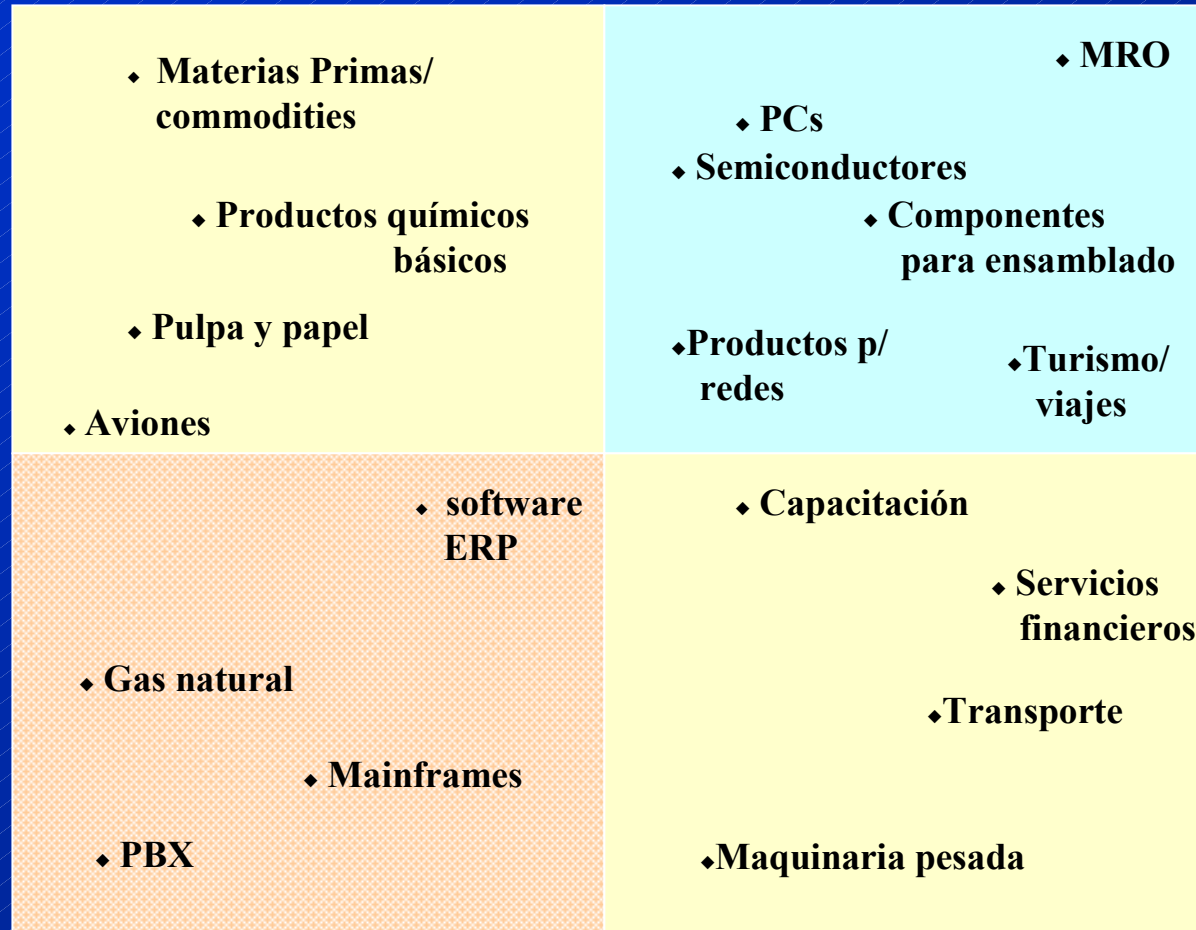 Materias Primas/
commodities
Productos químicos
básicos
Pulpa y papel
Aviones
MRO
PCs
Semiconductores
Componentes
para ensamblado
Productos p/
redes
Turismo/
viajes
software
ERP
Gas natural
Mainframes
PBX
Capacitación
Servicios
financieros
Transporte
Maquinaria pesada